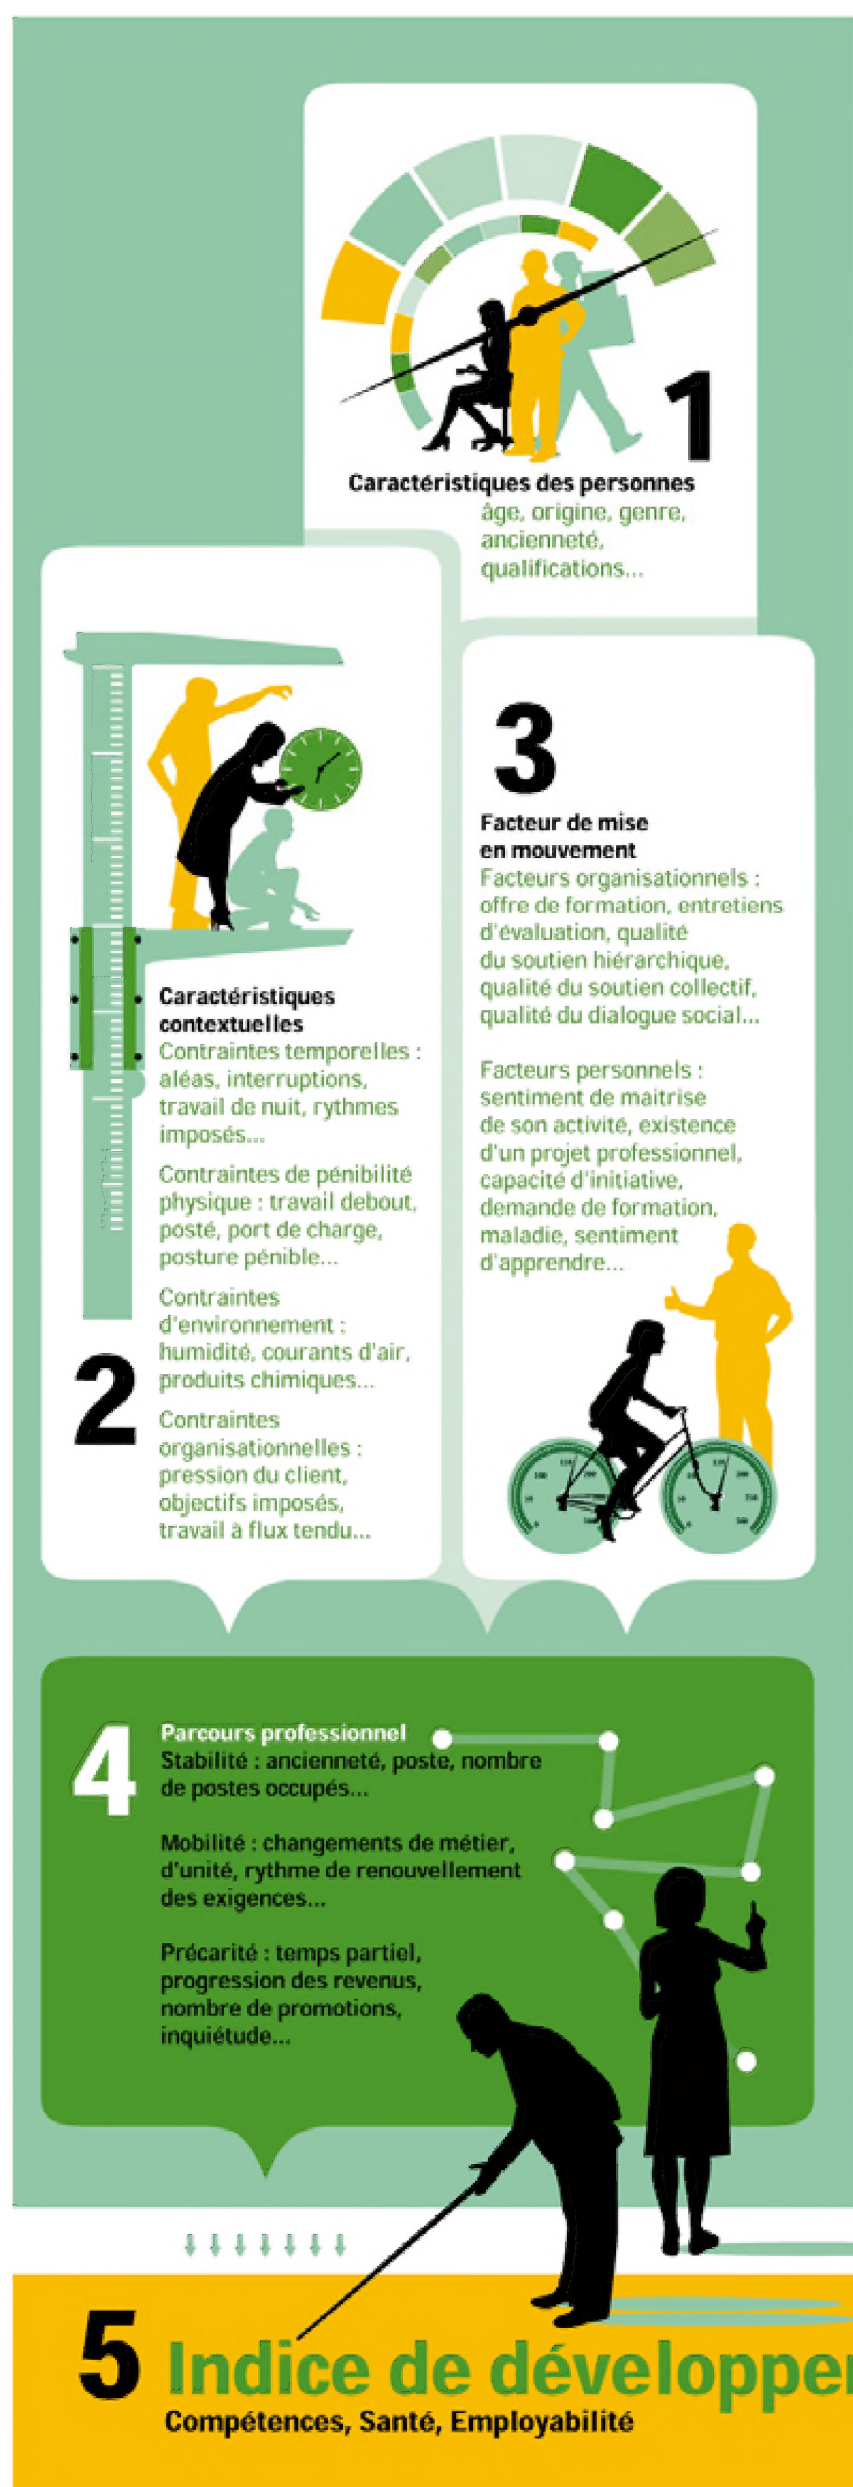 1
Caractéristiques des personnes
âge, origine, genre,
ancienneté,
qualifications...
Caractéristiques
contextuelles
Contraintes temporelles :
aléas, interruptions,
travail de nuit, rythmes
imposés...
Contraintes de pénibilité
physique : travail debout,
posté, port de charge,
posture pénible...
Contraintes
d'environnement :
humidité, courants d'air,
produits chimiques...
2
Contraintes
organisationnelles :
pression du client,
objectifs imposés,
travail à flux tendu...
3
Facteur de mise
en mouvement
Facteurs organisationnels :
offre de formation, entretiens
d'évaluation, qualité
du soutien hiérarchique,
qualité du soutien collectif,
qualité du dialogue social...
Facteurs personnels :
sentiment de maitrise
de son activité, existence
d'un projet professionnel,
capacité d'initiative,
demande de formation,
maladie, sentiment
d'apprendre...
4
Parcours professionnel
Stabilité : ancienneté, poste, nombre
de postes occupés...
Mobilité : changements de métier,
d'unité, rythme de renouvellement
des exigences...
Précarité : temps partiel,
progression des revenus,
nombre de promotions,
inquiétude...
5 Indice de développe
Compétences, Santé, Employabilité